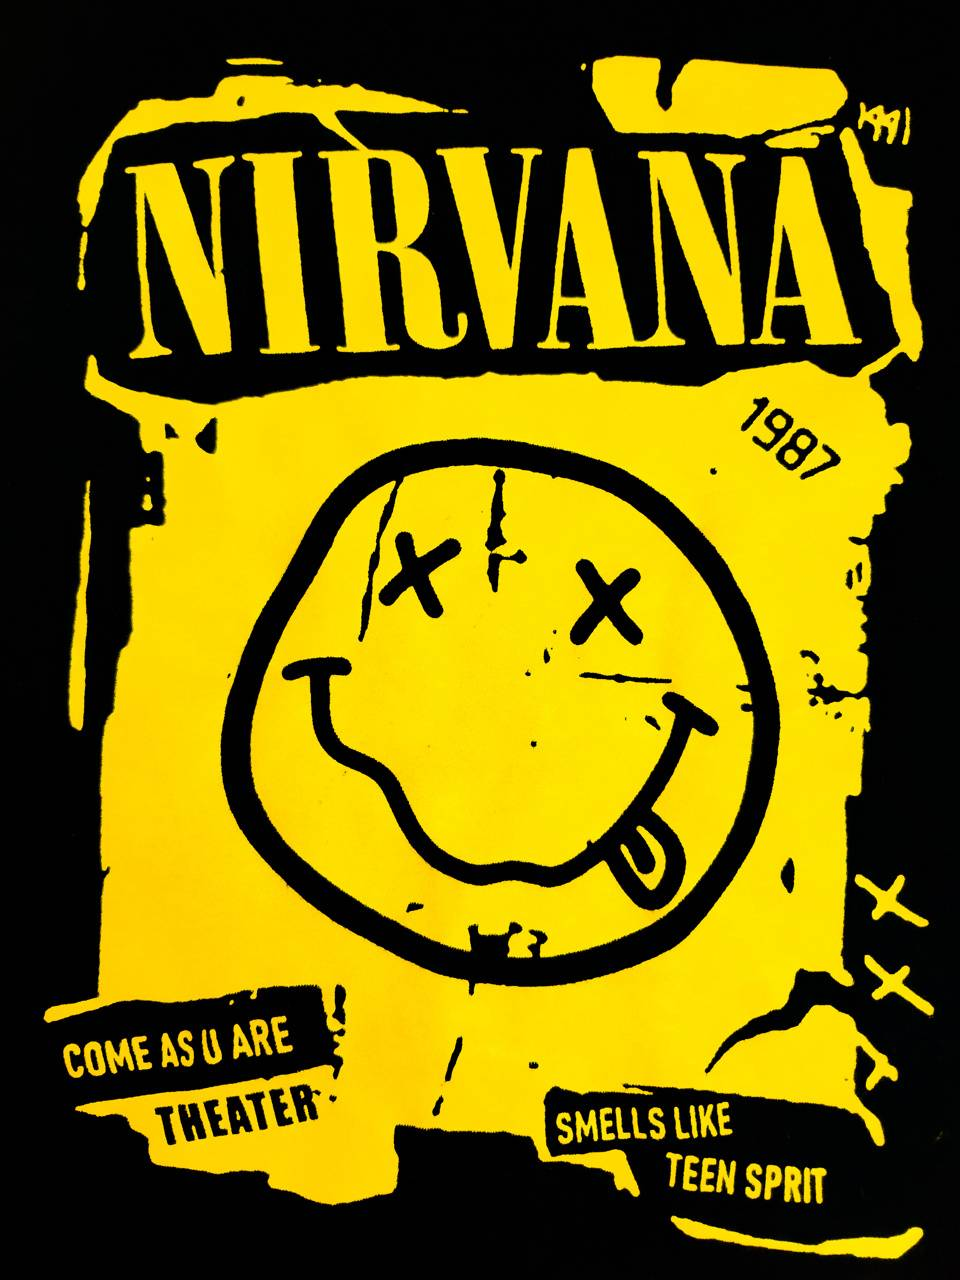 1991
NIRVANA
1987
COME AS U ARE
THEATER
SMELLS LIKE
TEEN SPRIT